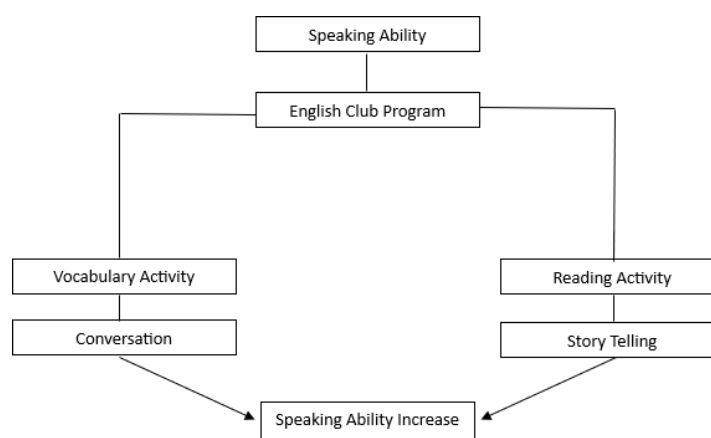 Speaking Ability
English Club Program
Vocabulary Activity
Reading Activity
Conversation
Story Telling
Speaking Ability Increase